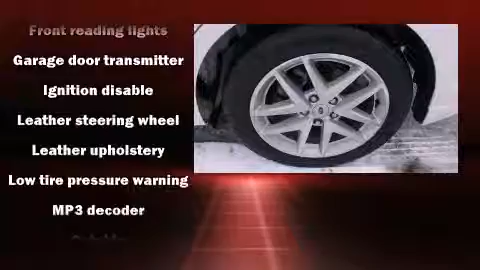 Front reading lights
Garage door transmitter
Ignition disable
Leather steering wheel
Leather upholstery
Low tire pressure warning
MP3 decoder